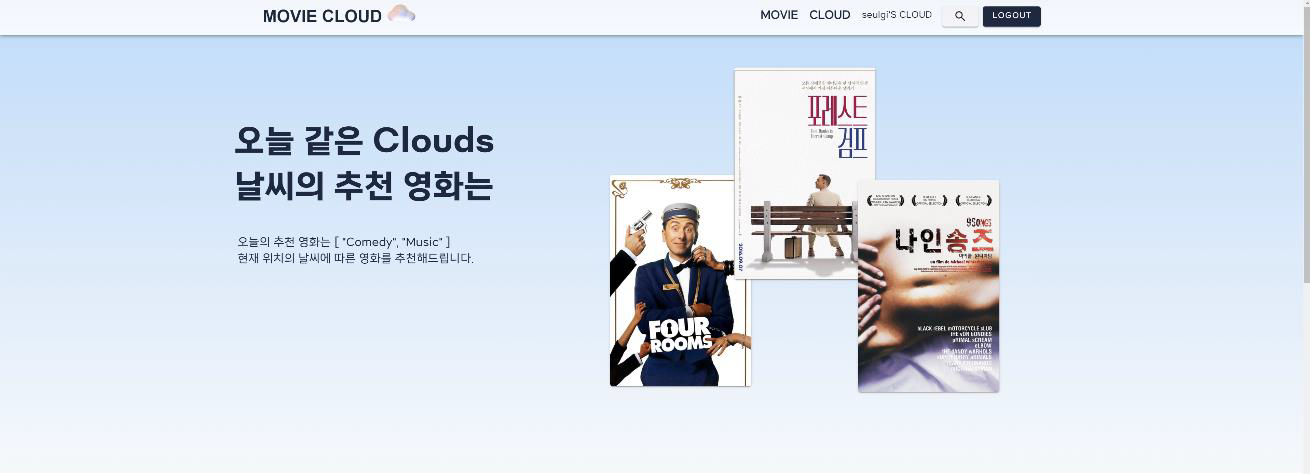 MOVIE CLOUD
MOVIE CLOUD seulgi'S CLOUD LOGOUT
오늘 같은 Clouds
날씨의 추천 영화는
오늘의 추천 영화는 [ "Comedy", "Music" ]
현재 위치의 날씨에 따른 영화를 추천해드립니다.
포레스트
검프
FOUR
ROOMS
9SONGS
나인송즈
bLACK rEBEL mOTORCYCLE cLUB
tHE vON bONDIES
pRIMAL sCREAM
eLBOW
tHE dANDY wARHOLS